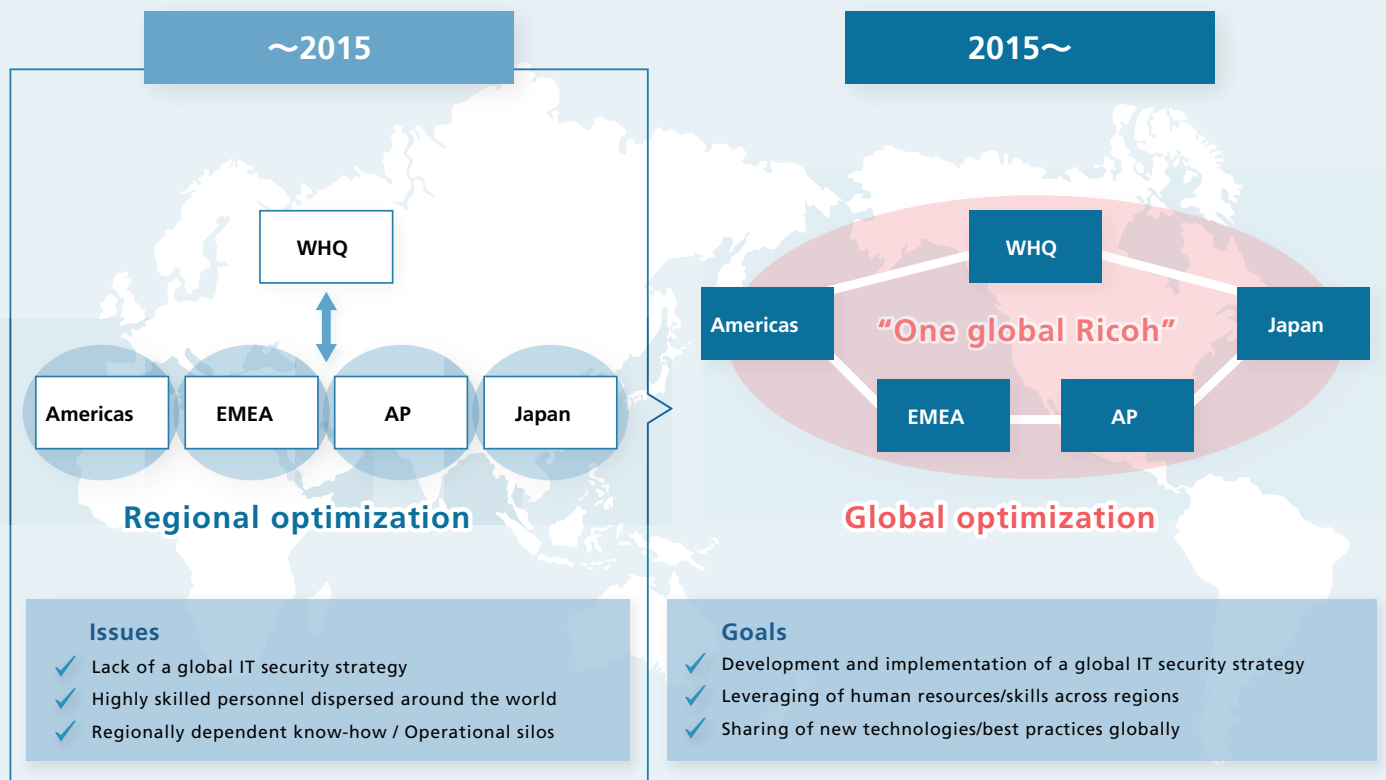 ～2015
WHQ
Americas
EMEA
AP
Japan
Regional optimization
Issues
Lack of a global IT security strategy
Highly skilled personnel dispersed around the world
Regionally dependent know-how / Operational silos
2015～
WHQ
Americas
“One global Ricoh”
Japan
EMEA
AP
Global optimization
Goals
Development and implementation of a global IT security strategy
Leveraging of human resources/skills across regions
Sharing of new technologies/best practices globally